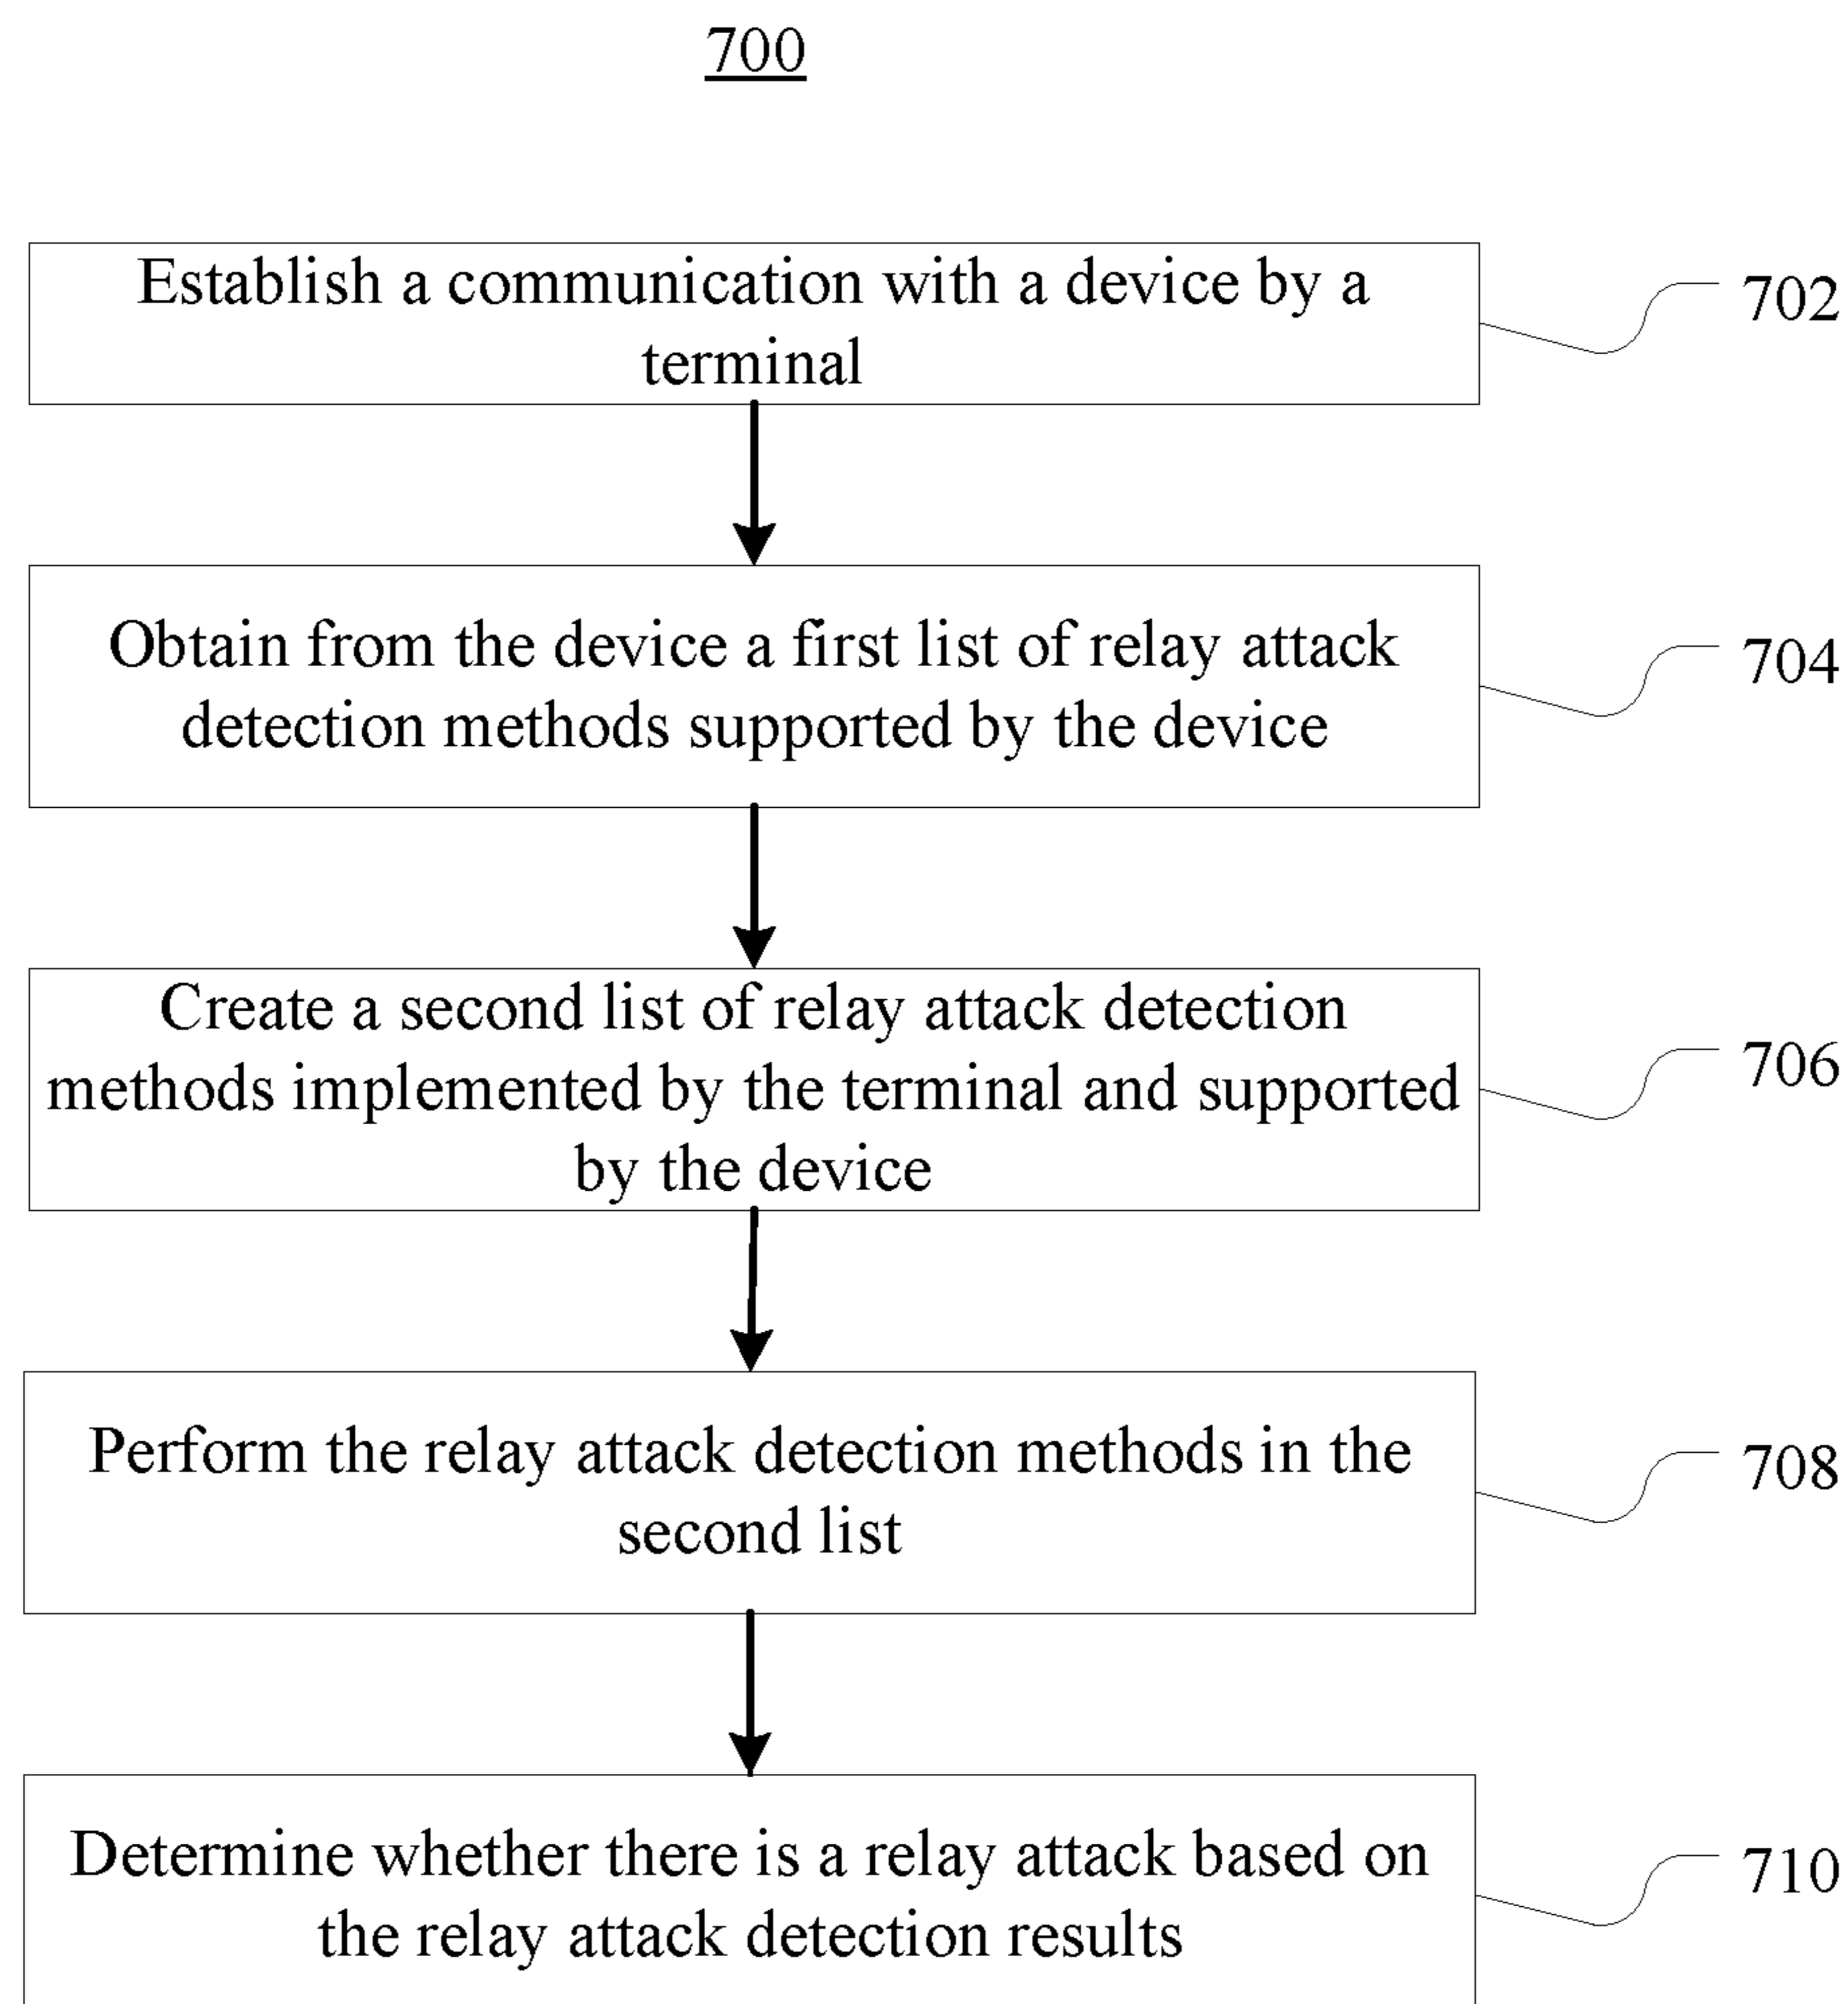 700
Establish a communication with a device by a
terminal
702
Obtain from the device a first list of relay attack
detection methods supported by the device
704
Create a second list of relay attack detection
methods implemented by the terminal and supported
by the device
706
Perform the relay attack detection methods in the
second list
708
Determine whether there is a relay attack based on
the relay attack detection results
710